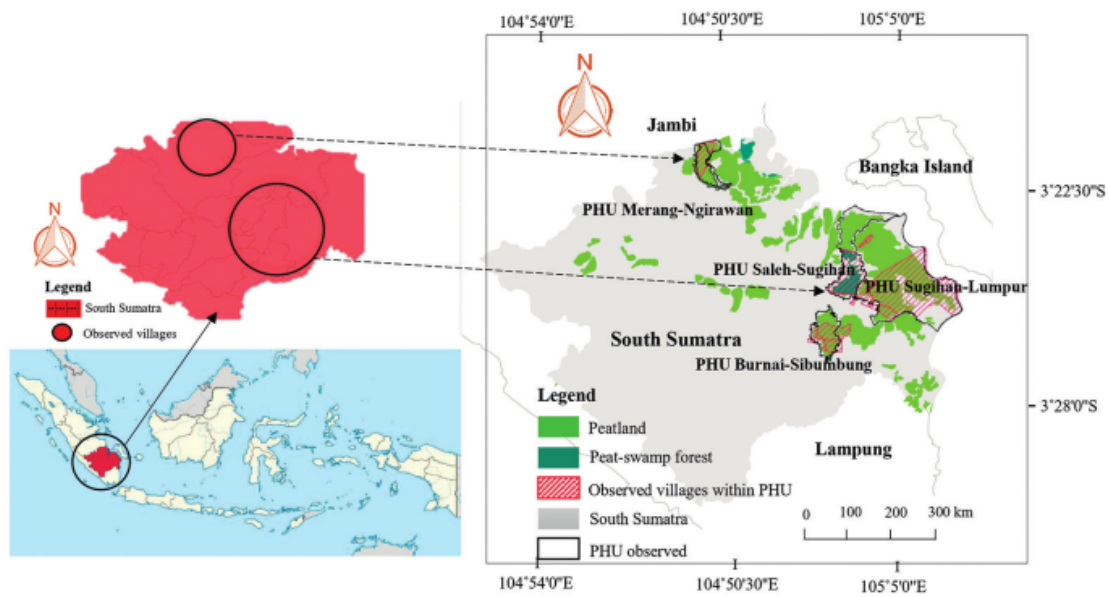 N
Legend
South Sumatra
Observed villages
104°54'0"E
104°50'30"E
105°5'0"E
N
Jambi
Bangka Island
3°22'30"S
PHU Merang-Ngirawan
PHU Saleh-Sugihan
PHU Sugihan-Lumpur
South Sumatra
PHU Burnai-Sibumbung
3°28'0"S
Legend
Peatland
Peat-swamp forest
Observed villages within PHU
South Sumatra
PHU observed
Lampung
0 100 200 300 km
104°54'0"E
104°50'30"E
105°5'0"E